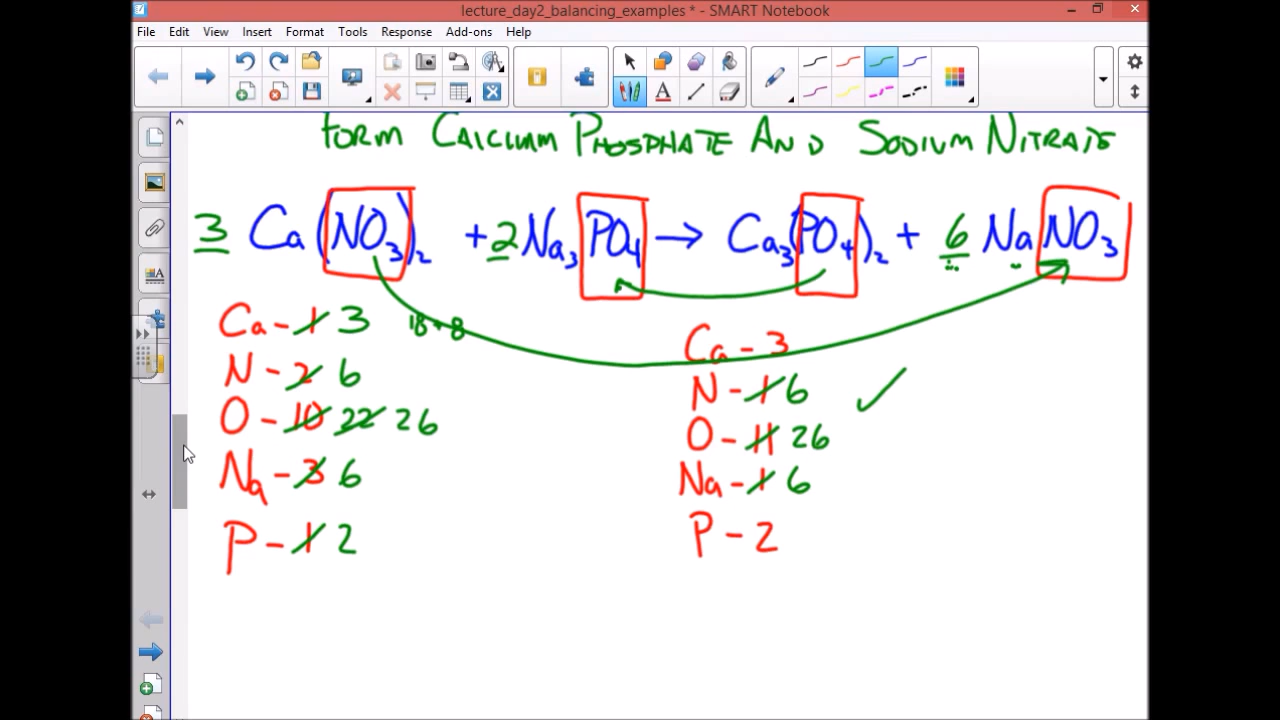 lecture_day2_balancing_examples * - SMART Notebook
File Edit View Insert Format Tools Response Add-ons Help
FORM CALCIUM PHOSPHATE AND SODIUM NITRATE
3 Ca(NO₃)₂ + 2 Na₃PO₄ → Ca₃(PO₄)₂ + 6 NaNO₃
Ca - 1 3 18 + 8
N - 2 6
O - 10 22 26
Na - 3 6
P - 1 2
Ca - 3
N - 1 6 ✓
O - 11 26
Na - 1 6
P - 2